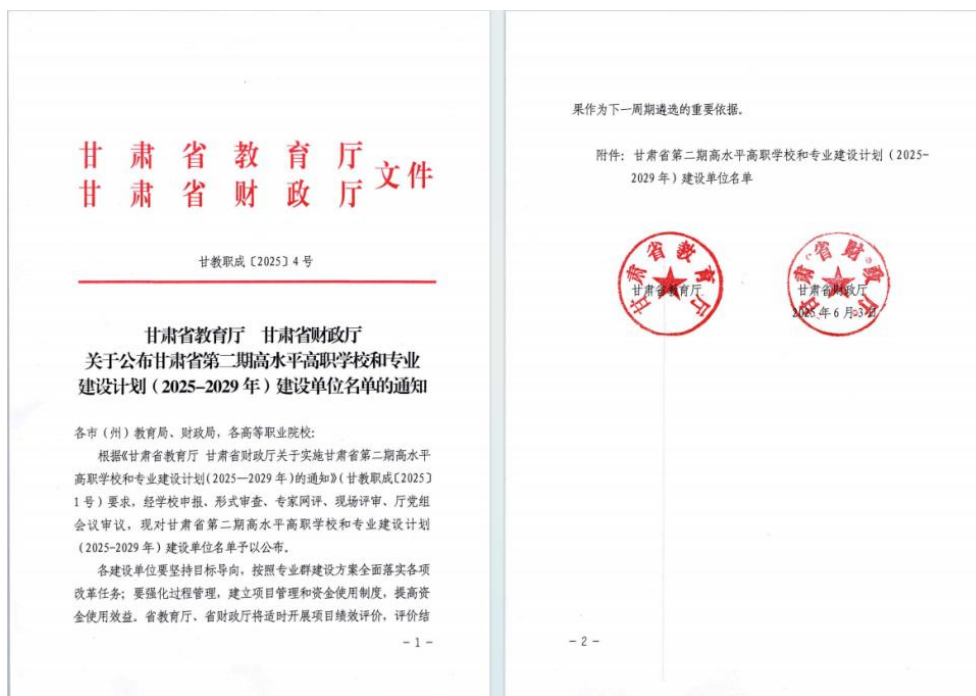 甘肃省教育厅
甘肃省财政厅
文件
甘教职成〔2025〕4号
甘肃省教育厅 甘肃省财政厅
关于公布甘肃省第二期高水平高职学校和专业
建设计划（2025-2029年）建设单位名单的通知
各市（州）教育局、财政局，各高等职业院校：
根据《甘肃省教育厅 甘肃省财政厅关于实施甘肃省第二期高水平
高职学校和专业建设计划（2025—2029年）的通知》（甘教职成〔2025〕
1号）要求，经学校申报、形式审查、专家网评、现场评审、厅党组
会议审议，现对甘肃省第二期高水平高职学校和专业建设计划
（2025-2029年）建设单位名单予以公布。
各建设单位要坚持目标导向，按照专业群建设方案全面落实各项
改革任务；要强化过程管理，建立项目管理和资金使用制度，提高资
金使用效益。省教育厅、省财政厅将适时开展项目绩效评价，评价结
－1－
果作为下一周期遴选的重要依据。
附件：甘肃省第二期高水平高职学校和专业建设计划（2025-
2029年）建设单位名单
甘肃省教育厅
甘肃省教育厅
甘肃省财政厅
甘肃省财政厅
2025年6月3日
－2－